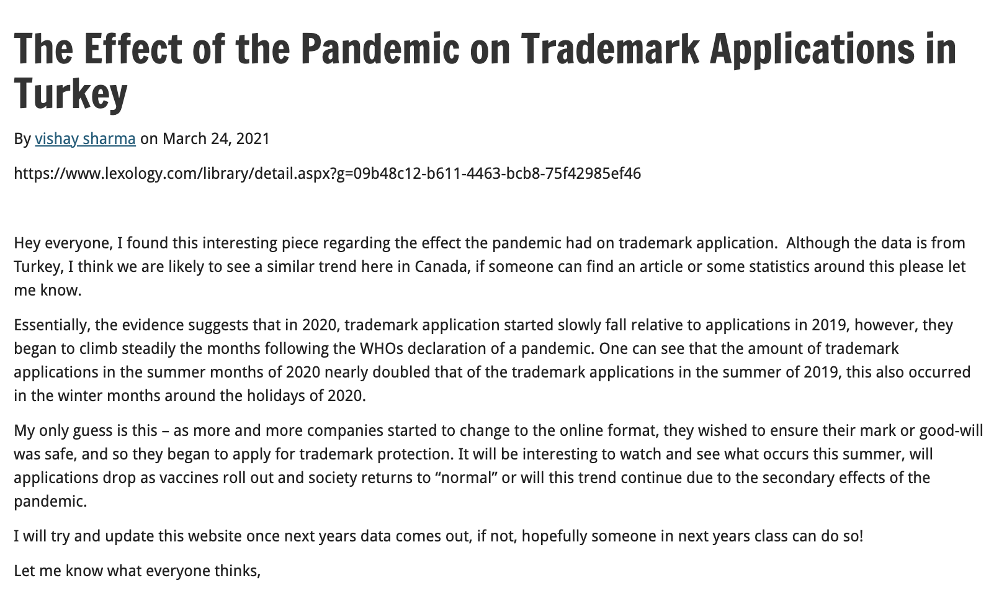 The Effect of the Pandemic on Trademark Applications in
Turkey
By vishay sharma on March 24, 2021
https://www.lexology.com/library/detail.aspx?g=09b48c12-b611-4463-bcb8-75f42985ef46
Hey everyone, I found this interesting piece regarding the effect the pandemic had on trademark application.  Although the data is from
Turkey, I think we are likely to see a similar trend here in Canada, if someone can find an article or some statistics around this please let
me know.
Essentially, the evidence suggests that in 2020, trademark application started slowly fall relative to applications in 2019, however, they
began to climb steadily the months following the WHOs declaration of a pandemic. One can see that the amount of trademark
applications in the summer months of 2020 nearly doubled that of the trademark applications in the summer of 2019, this also occurred
in the winter months around the holidays of 2020.
My only guess is this – as more and more companies started to change to the online format, they wished to ensure their mark or good-will
was safe, and so they began to apply for trademark protection. It will be interesting to watch and see what occurs this summer, will
applications drop as vaccines roll out and society returns to “normal” or will this trend continue due to the secondary effects of the
pandemic.
I will try and update this website once next years data comes out, if not, hopefully someone in next years class can do so!
Let me know what everyone thinks,